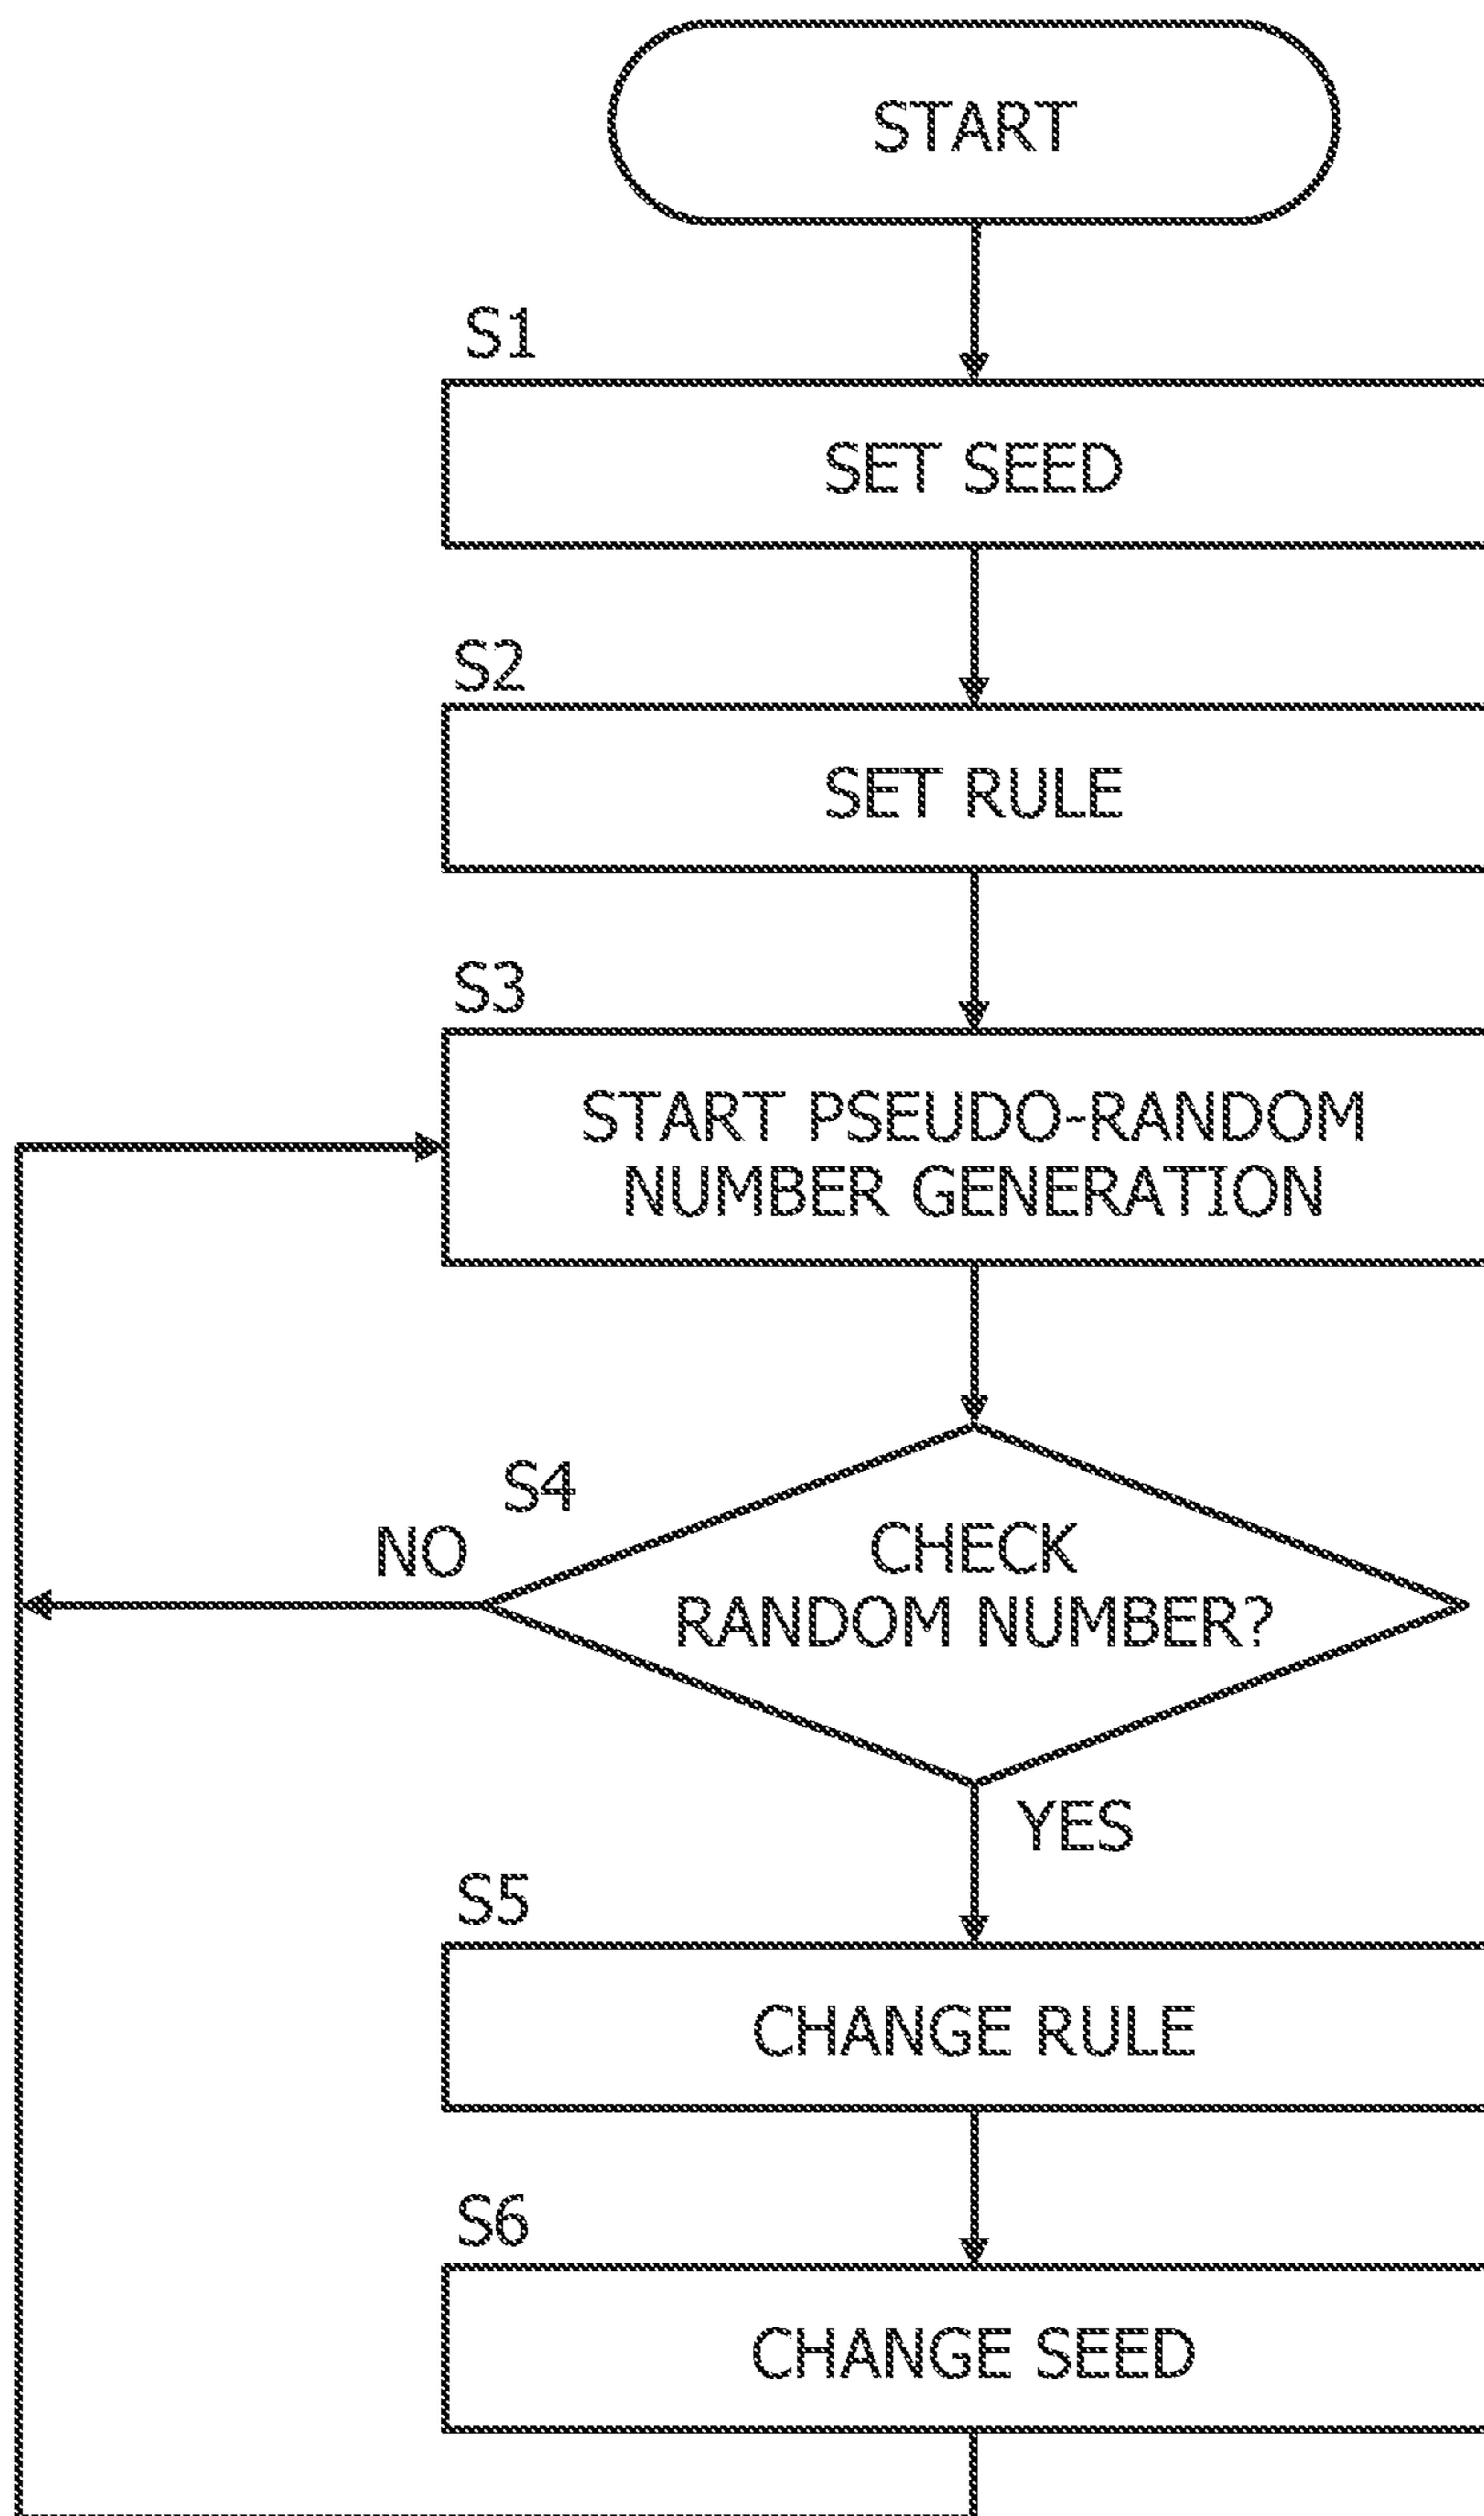 START
S1
SET SEED
S2
SET RULE
S3
START PSEUDO-RANDOM
NUMBER GENERATION
S4
NO
CHECK
RANDOM NUMBER?
YES
S5
CHANGE RULE
S6
CHANGE SEED